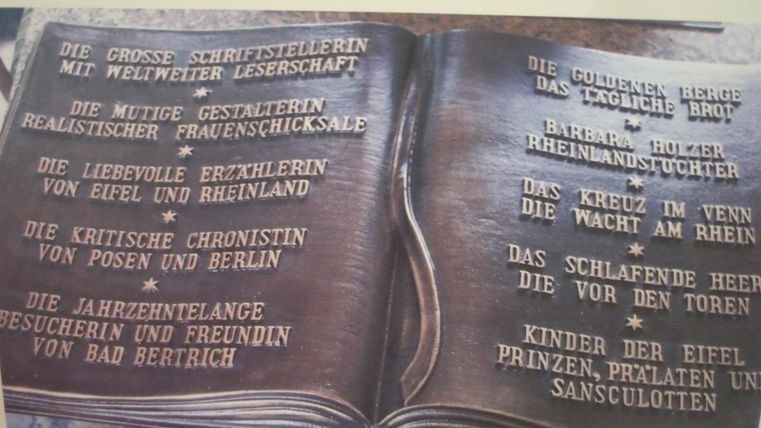 DIE GROSSE SCHRIFTSTELLERIN
MIT WELTWEITER LESERSCHAFT
*
DIE MUTIGE GESTALTERIN
REALISTISCHER FRAUENSCHICKSALE
*
DIE LIEBEVOLLE ERZÄHLERIN
VON EIFEL UND RHEINLAND
*
DIE KRITISCHE CHRONISTIN
VON POSEN UND BERLIN
*
DIE JAHRZEHNTELANGE
BESUCHERIN UND FREUNDIN
VON BAD BERTRICH
DIE GOLDENEN BERGE
DAS TÄGLICHE BROT
*
BARBARA HOLZER
RHEINLANDSTÖCHTER
*
DAS KREUZ IM VENN
DIE WACHT AM RHEIN
*
DAS SCHLAFENDE HEER
DIE VOR DEN TOREN
*
KINDER DER EIFEL
PRINZEN, PRÄLATEN UN
SANSCULOTTEN